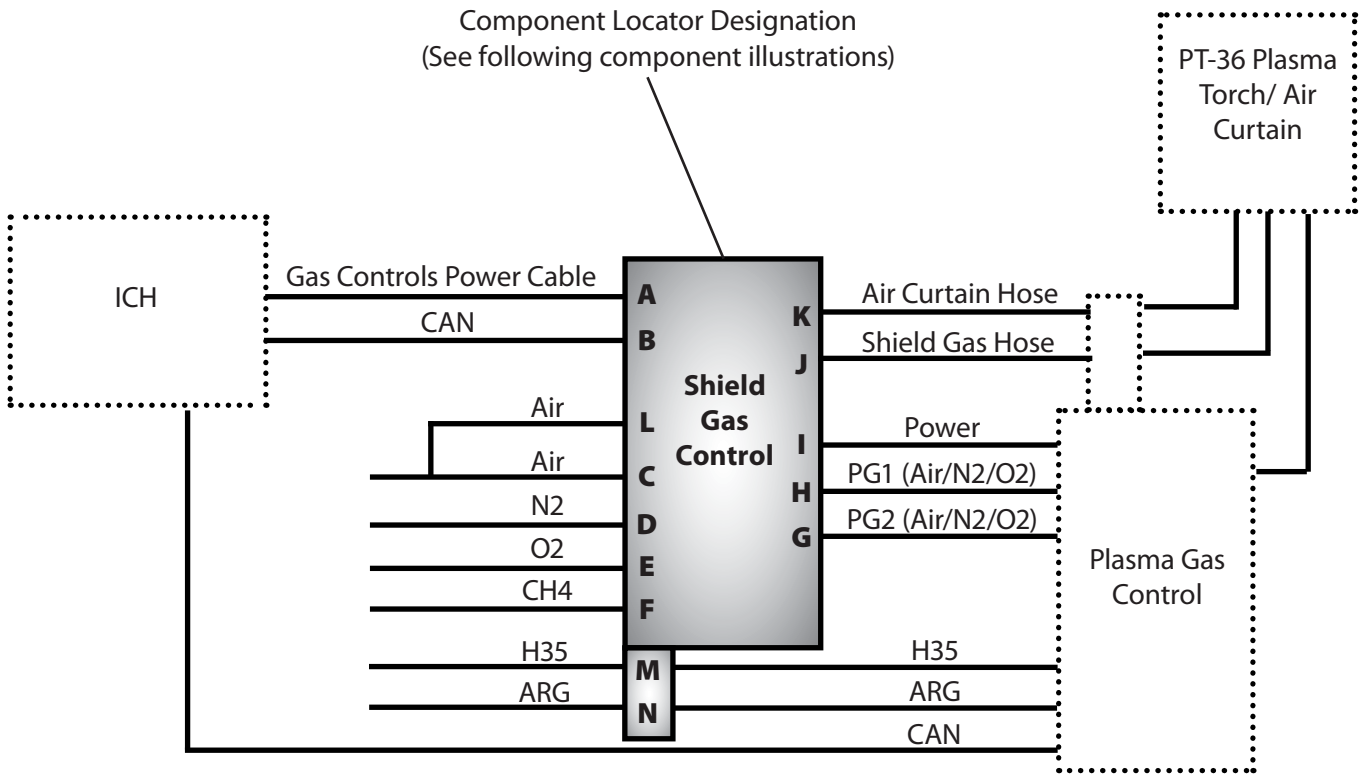 Component Locator Designation
(See following component illustrations)
PT-36 Plasma
Torch/ Air
Curtain
ICH
Gas Controls Power Cable
CAN
Air
Air
N2
O2
CH4
H35
ARG
A
B
L
C
D
E
F
M
N
Shield
Gas
Control
K
J
I
H
G
Air Curtain Hose
Shield Gas Hose
Power
PG1 (Air/N2/O2)
PG2 (Air/N2/O2)
H35
ARG
CAN
Plasma Gas
Control